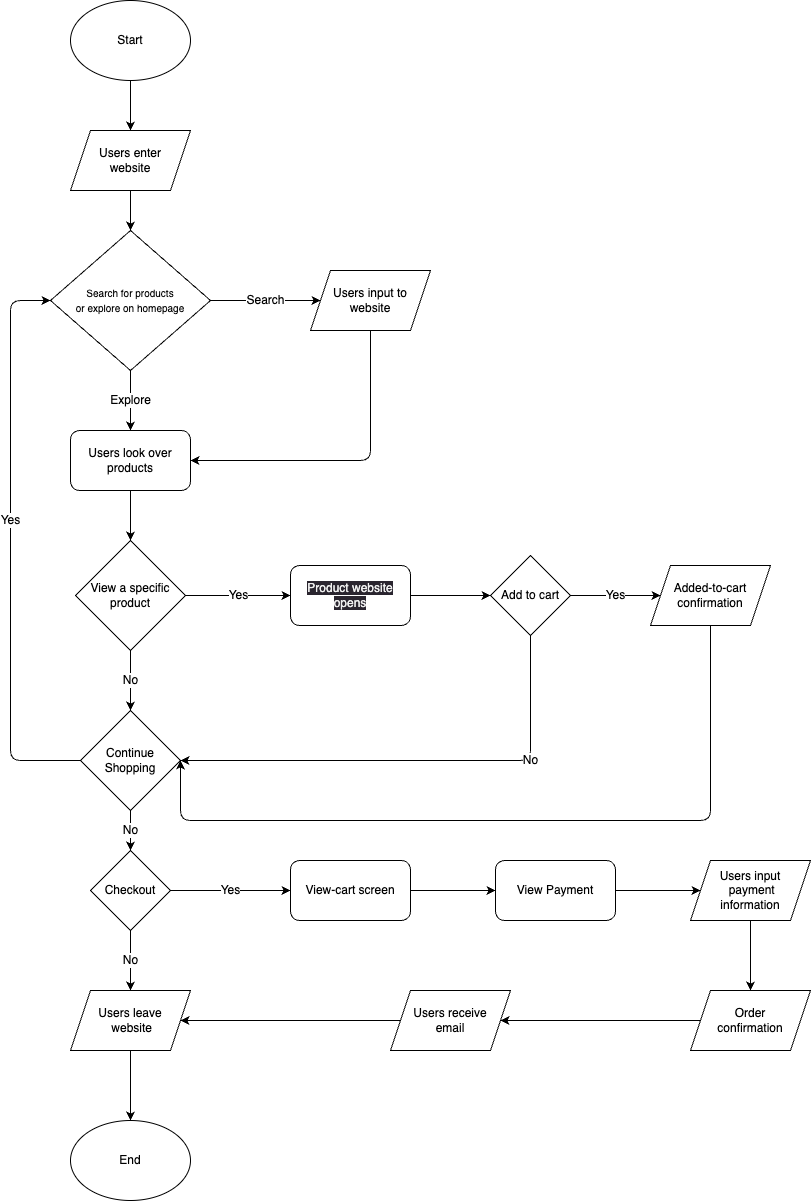 Start
Users enter
website
Search for products
or explore on homepage
Search
Users input to
website
Explore
Users look over
products
Yes
View a specific
product
Yes
Product website
opens
Add to cart
Yes
Added-to-cart
confirmation
No
Continue
Shopping
No
No
Checkout
Yes
View-cart screen
View Payment
Users input
payment
information
No
Users leave
website
Users receive
email
Order
confirmation
End